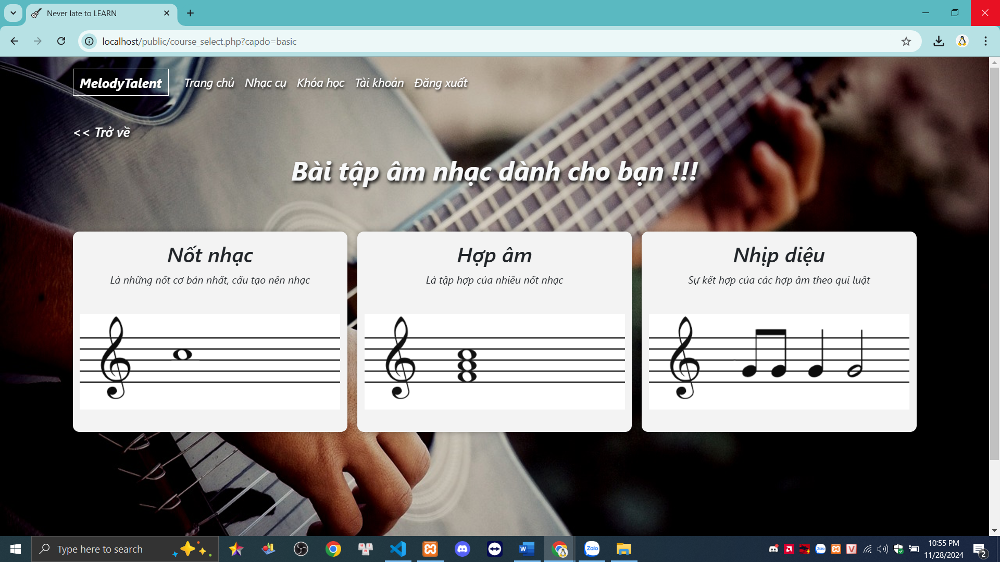 Never late to LEARN
localhost/public/course_select.php?capdo=basic
MelodyTalent Trang chủ Nhạc cụ Khóa học Tài khoản Đăng xuất
<< Trở về
Bài tập âm nhạc dành cho bạn !!!
Nốt nhạc
Là những nốt cơ bản nhất, cấu tạo nên nhạc
Hợp âm
Là tập hợp của nhiều nốt nhạc
Nhịp diệu
Sự kết hợp của các hợp âm theo qui luật
Type here to search
Zalo
10:55 PM
11/28/2024
2